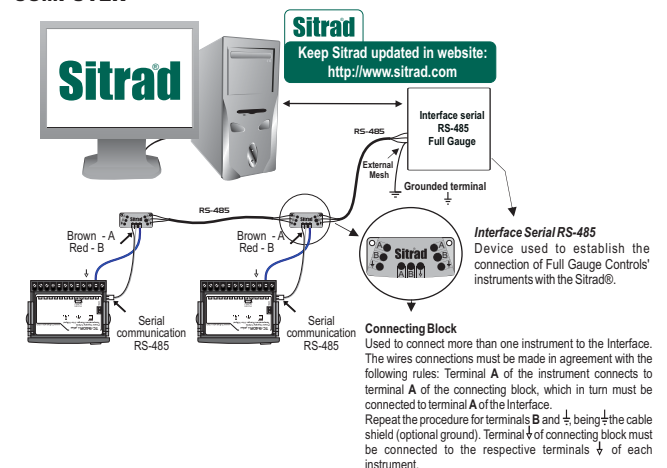 Sitrad®
Sitrad
Keep Sitrad updated in website:
http://www.sitrad.com
Interface serial
RS-485
Full Gauge
RS-485
External
Mesh
Grounded terminal
RS-485
Sitrad
Sitrad
Brown - A
Red - B
Brown - A
Red - B
A
B
Sitrad
A
B
A B
Interface Serial RS-485
Device used to establish the
connection of Full Gauge Controls'
instruments with the Sitrad®.
Serial
communication
RS-485
Serial
communication
RS-485
Connecting Block
Used to connect more than one instrument to the Interface.
The wires connections must be made in agreement with the
following rules: Terminal A of the instrument connects to
terminal A of the connecting block, which in turn must be
connected to terminal A of the Interface.
Repeat the procedure for terminals B and ⏚, being ⏚ the cable
shield (optional ground). Terminal ⏚ of connecting block must
be connected to the respective terminals ⏚ of each
instrument.